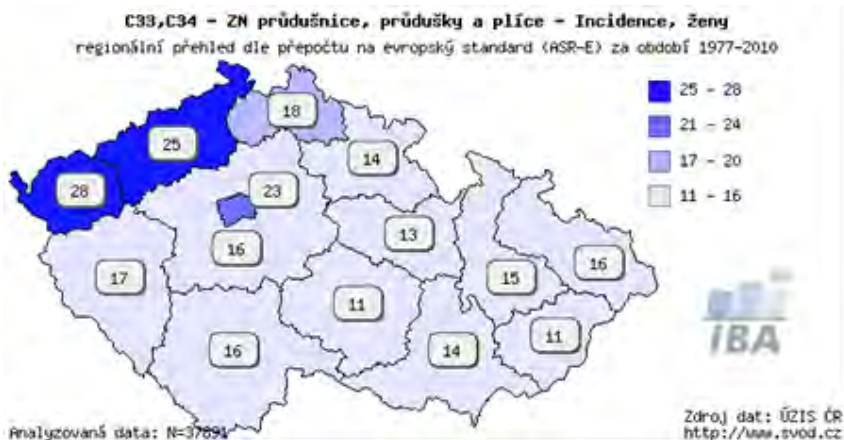 C33,C34 - ZN průdušnice, průdušky a plíce - Incidence, ženy
regionální přehled dle přepočtu na evropský standard (ASR-E) za období 1977-2010
25 - 28
21 - 24
17 - 20
11 - 16
18
25
14
28
23
13
16
17
15
16
11
16
14
11
IBA
Analyzovaná data: N=37891
Zdroj dat: ÚZIS ČR
http://www.svod.cz